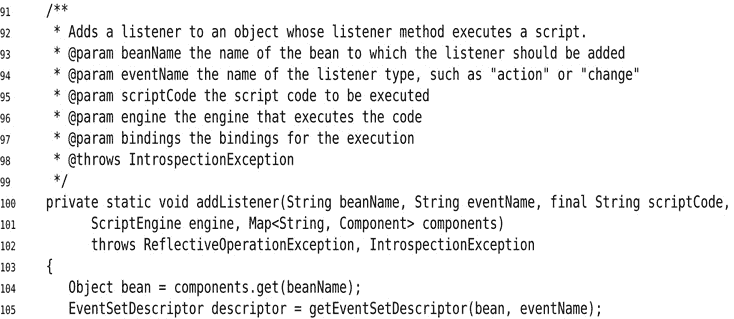 91    /**
92     * Adds a listener to an object whose listener method executes a script.
93     * @param beanName the name of the bean to which the listener should be added
94     * @param eventName the name of the listener type, such as "action" or "change"
95     * @param scriptCode the script code to be executed
96     * @param engine the engine that executes the code
97     * @param bindings the bindings for the execution
98     * @throws IntrospectionException
99     */
100    private static void addListener(String beanName, String eventName, final String scriptCode,
101          ScriptEngine engine, Map<String, Component> components)
102          throws ReflectiveOperationException, IntrospectionException
103    {
104       Object bean = components.get(beanName);
105       EventSetDescriptor descriptor = getEventSetDescriptor(bean, eventName);